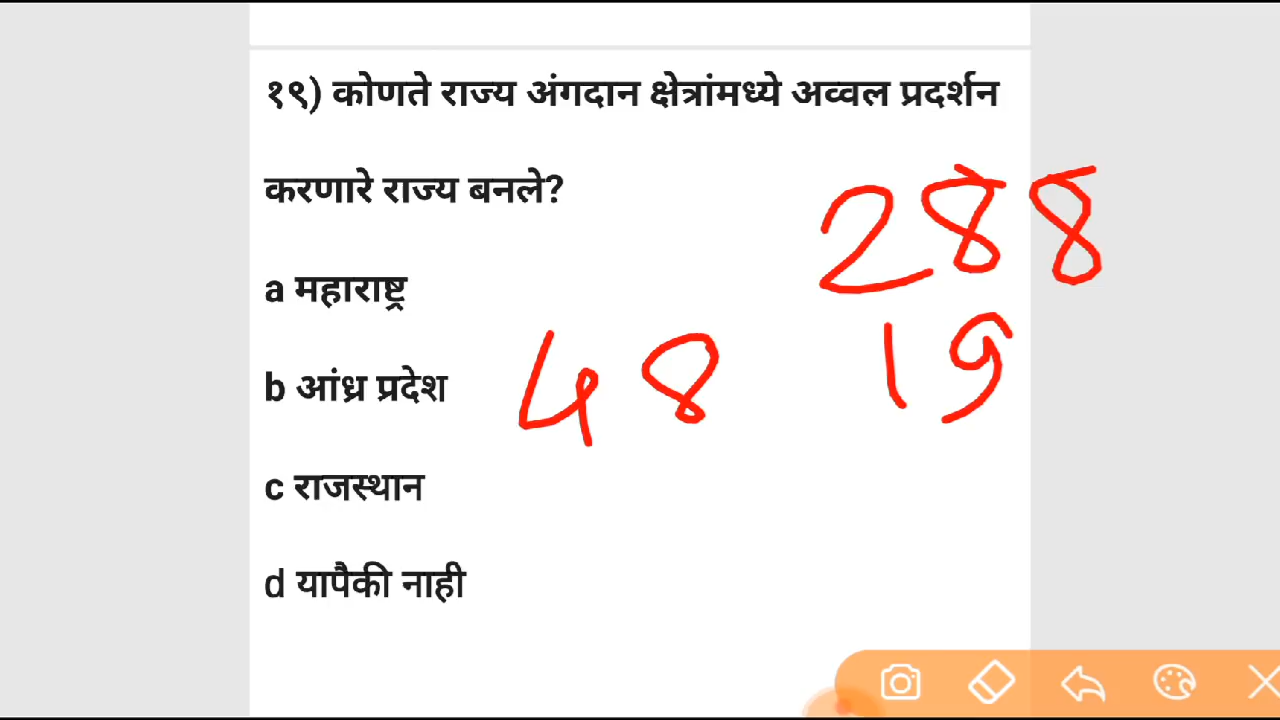 १९) कोणते राज्य अंगदान क्षेत्रांमध्ये अव्वल प्रदर्शन
करणारे राज्य बनले?
288
a महाराष्ट्र
19
b आंध्र प्रदेश 48
c राजस्थान
d यापैकी नाही